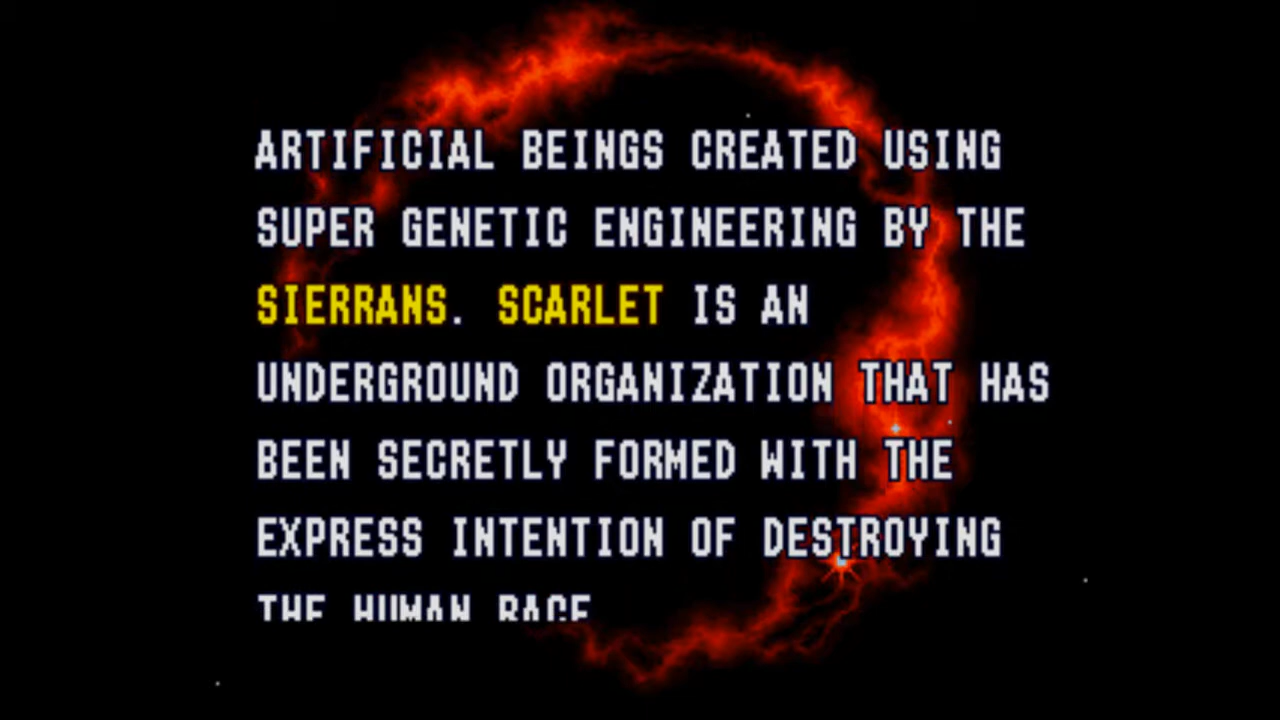 ARTIFICIAL BEINGS CREATED USING
SUPER GENETIC ENGINEERING BY THE
SIERRANS. SCARLET IS AN
UNDERGROUND ORGANIZATION THAT HAS
BEEN SECRETLY FORMED WITH THE
EXPRESS INTENTION OF DESTROYING
THE HUMAN RACE